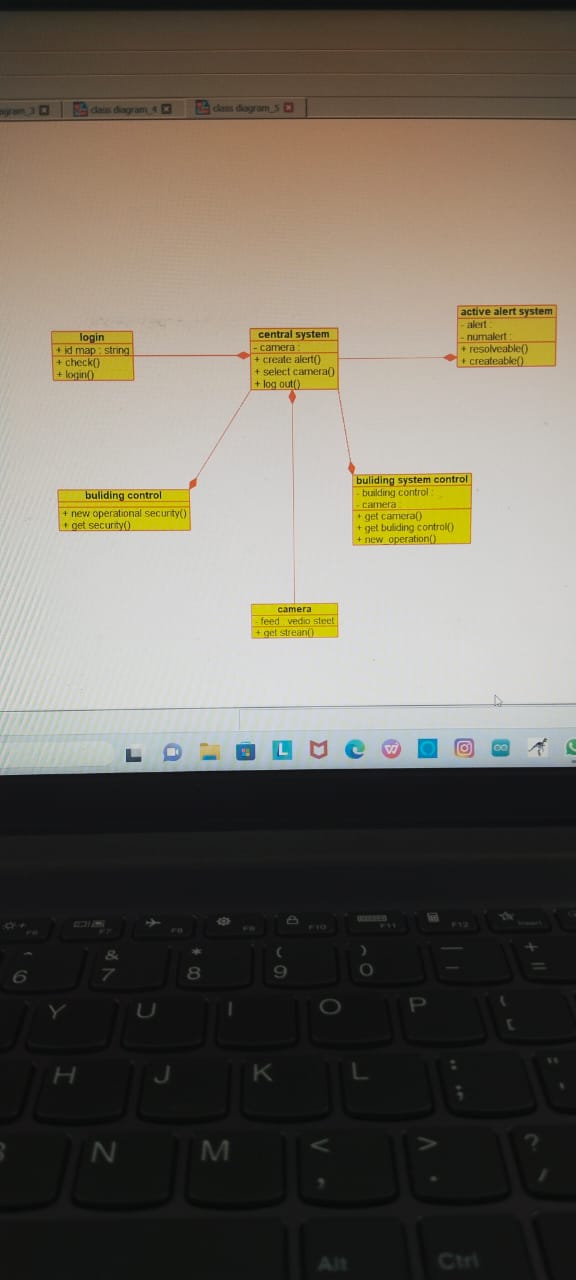 agram_3
class diagram_4
class diagram_5
login
+ id map : string
+ check()
+ login()
central system
- camera :
+ create alert()
+ select camera()
+ log out()
active alert system
- alert :
- numalert :
+ resolveable()
+ createable()
buliding control
+ new operational security()
+ get security()
buliding system control
- building control :
- camera :
+ get camera()
+ get buliding control()
+ new operation()
camera
- feed : vedio steet
+ get strean()
L
F6
F7
F8
F9
F10
F11
F12
Insert
6
& 7
* 8
( 9
) 0
_ -
+ =
Y U I O P { [
H J K L : ; " '
N M < , > . ? /
Alt Ctrl